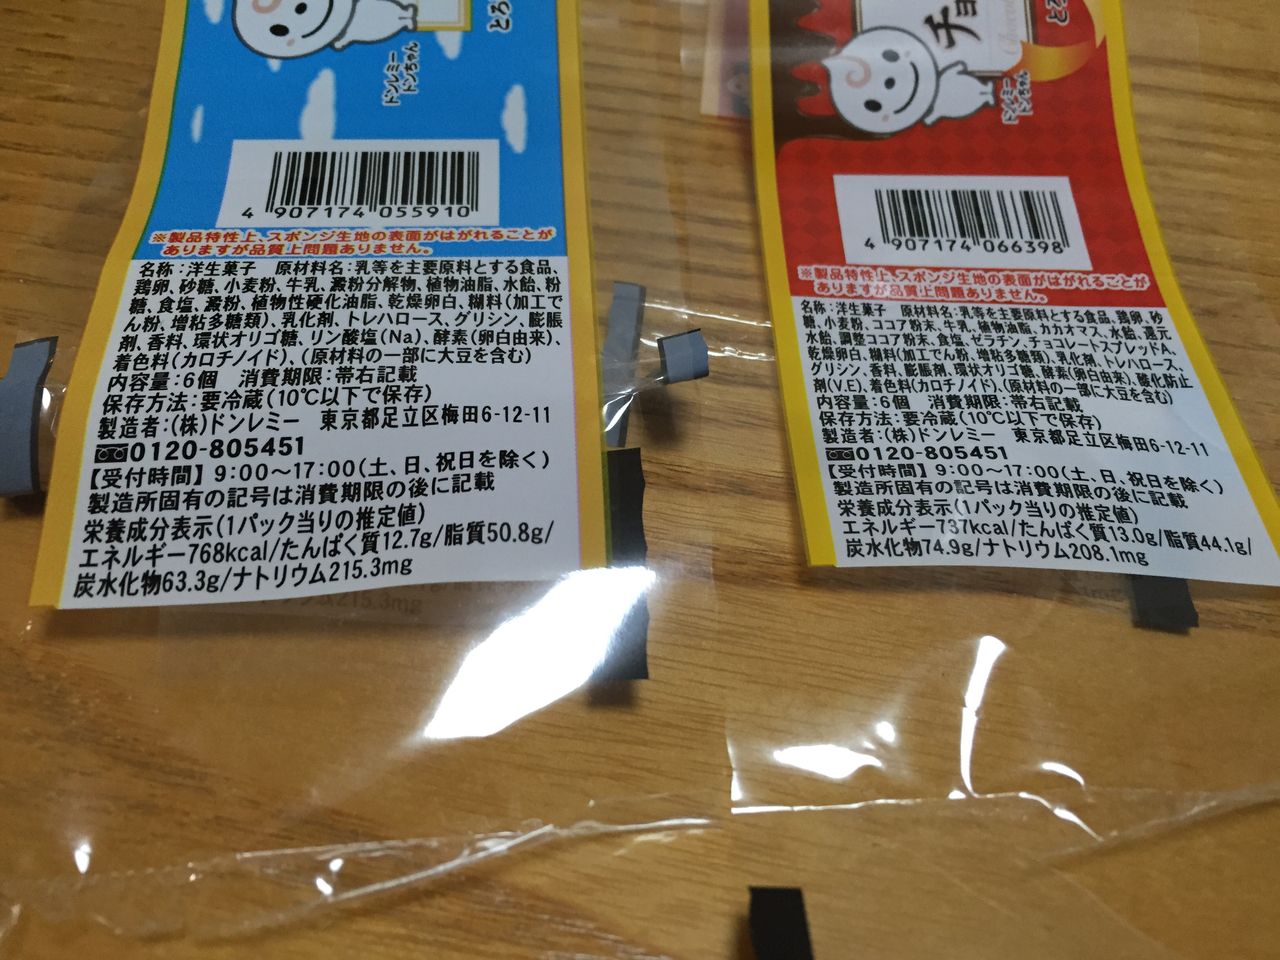 とろ
ドンレミー
ドンちゃん
4 907174 055910
※製品特性上、スポンジ生地の表面がはがれることが
ありますが品質上問題ありません。
名称：洋生菓子　原材料名：乳等を主要原料とする食品、
鶏卵、砂糖、小麦粉、牛乳、澱粉分解物、植物油脂、水飴、粉
糖、食塩、澱粉、植物性硬化油脂、乾燥卵白、糊料（加工で
ん粉、増粘多糖類）、乳化剤、トレハロース、グリシン、膨脹
剤、香料、環状オリゴ糖、リン酸塩（Na）、酵素（卵白由来）、
着色料（カロチノイド）、（原材料の一部に大豆を含む）
内容量：6個　消費期限：帯右記載
保存方法：要冷蔵（10℃以下で保存）
製造者：（株）ドンレミー　東京都足立区梅田6-12-11
0120-805451
【受付時間】 9:00～17:00（土、日、祝日を除く）
製造所固有の記号は消費期限の後に記載
栄養成分表示（1パック当りの推定値）
エネルギー768kcal/たんぱく質12.7g/脂質50.8g/
炭水化物63.3g/ナトリウム215.3mg
チョ
とろ
ドンレミー
ドンちゃん
4 907174 066398
※製品特性上、スポンジ生地の表面がはがれることが
ありますが品質上問題ありません。
名称：洋生菓子　原材料名：乳等を主要原料とする食品、鶏卵、砂
糖、小麦粉、ココア粉末、牛乳、植物油脂、カカオマス、水飴、還元
水飴、調整ココア粉末、食塩、ゼラチン、チョコレートスプレッドA、
乾燥卵白、糊料（加工でん粉、増粘多糖類）、乳化剤、トレハロース、
グリシン、香料、膨脹剤、環状オリゴ糖、酵素（卵白由来）、酸化防止
剤（V.E）、着色料（カロチノイド）、（原材料の一部に大豆を含む）
内容量：6個　消費期限：帯右記載
保存方法：要冷蔵（10℃以下で保存）
製造者：（株）ドンレミー　東京都足立区梅田6-12-11
0120-805451
【受付時間】 9:00～17:00（土、日、祝日を除く）
製造所固有の記号は消費期限の後に記載
栄養成分表示（1パック当りの推定値）
エネルギー737kcal/たんぱく質13.0g/脂質44.1g/
炭水化物74.9g/ナトリウム208.1mg